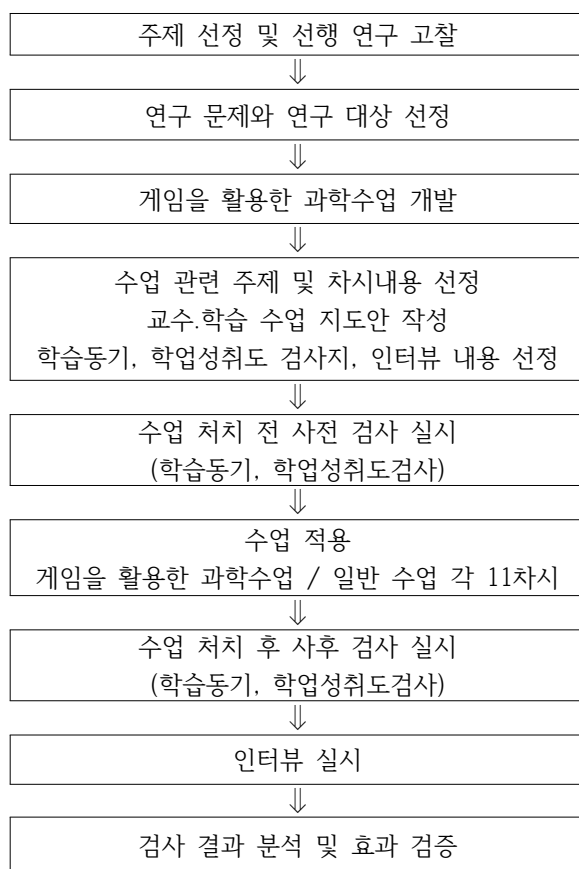 주제 선정 및 선행 연구 고찰
⇓
연구 문제와 연구 대상 선정
⇓
게임을 활용한 과학수업 개발
⇓
수업 관련 주제 및 차시내용 선정
교수.학습 수업 지도안 작성
학습동기, 학업성취도 검사지, 인터뷰 내용 선정
⇓
수업 처치 전 사전 검사 실시
(학습동기, 학업성취도검사)
⇓
수업 적용
게임을 활용한 과학수업 / 일반 수업 각 11차시
⇓
수업 처치 후 사후 검사 실시
(학습동기, 학업성취도검사)
⇓
인터뷰 실시
⇓
검사 결과 분석 및 효과 검증